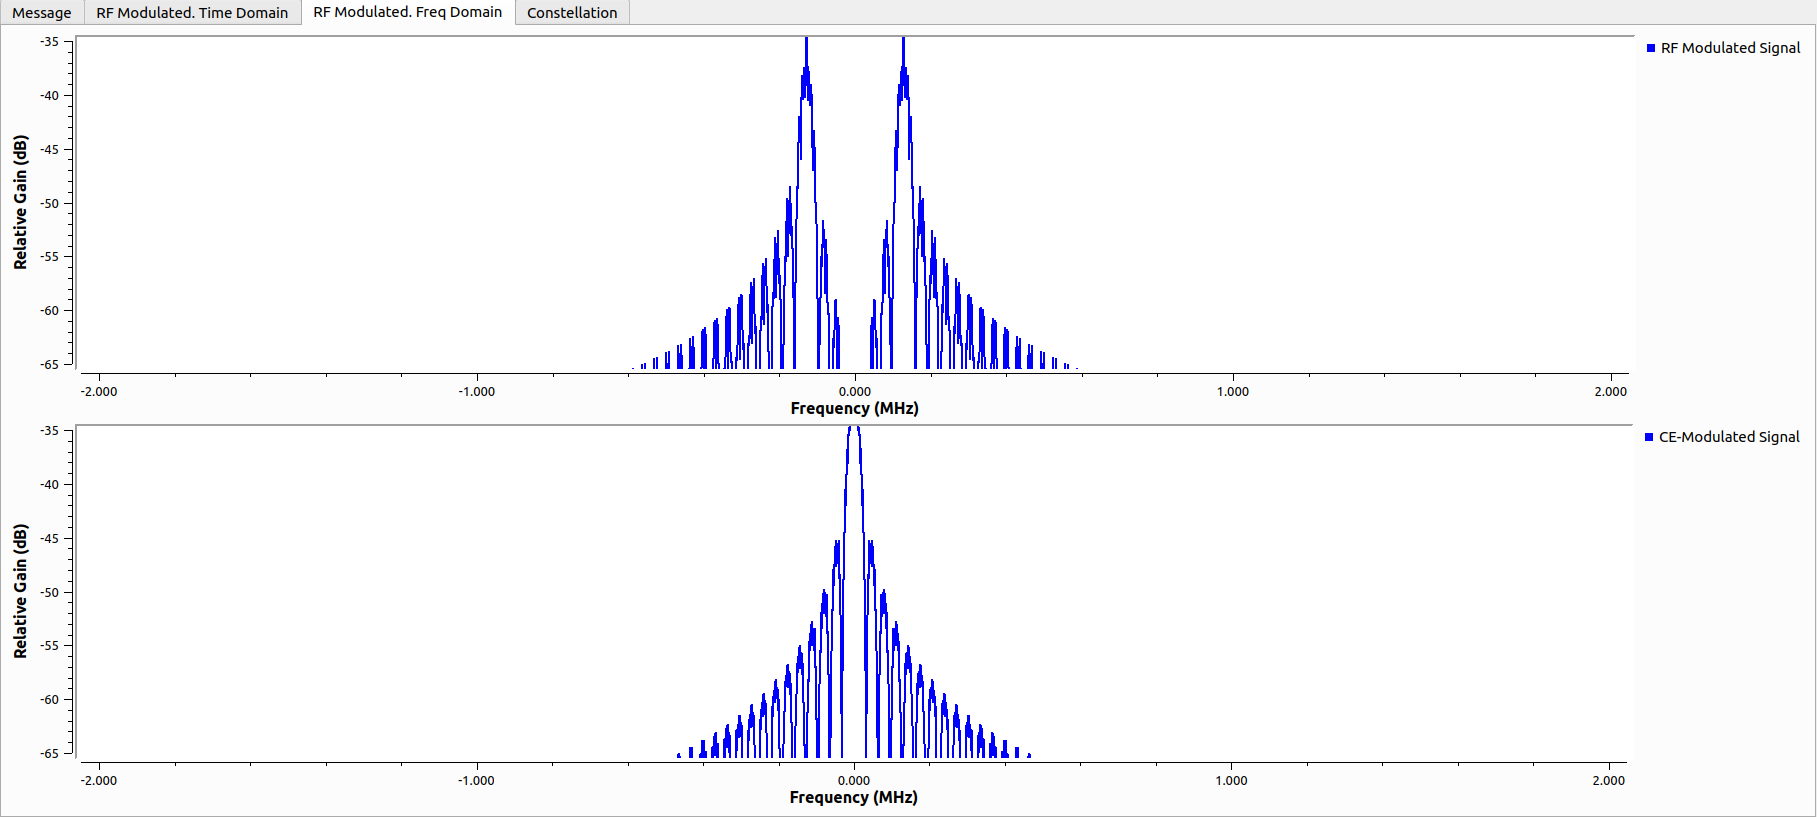 Message RF Modulated. Time Domain RF Modulated. Freq Domain Constellation
RF Modulated Signal
Relative Gain (dB)
-35
-40
-45
-50
-55
-60
-65
-2.000 -1.000 0.000 1.000 2.000
Frequency (MHz)
CE-Modulated Signal
Relative Gain (dB)
-35
-40
-45
-50
-55
-60
-65
-2.000 -1.000 0.000 1.000 2.000
Frequency (MHz)